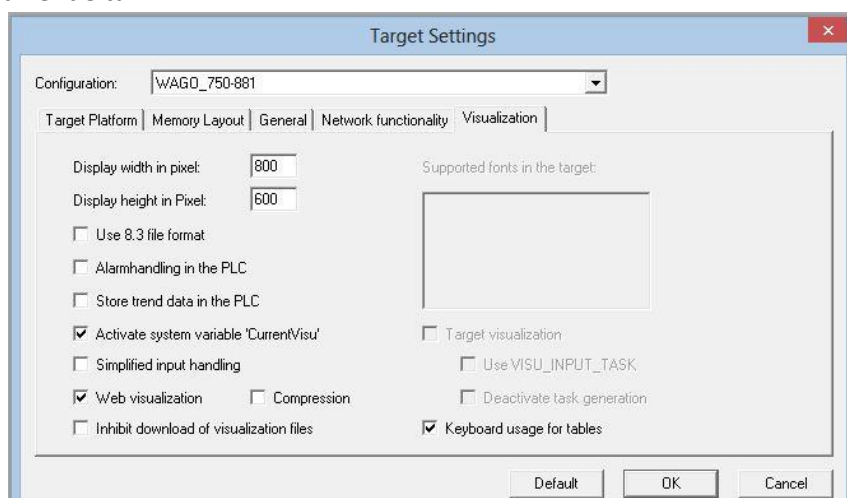 Target Settings
Configuration: WAGO_750-881
Target Platform Memory Layout General Network functionality Visualization
Display width in pixel: 800 Supported fonts in the target:
Display height in Pixel: 600
Use 8.3 file format
Alarmhandling in the PLC
Store trend data in the PLC
Activate system variable 'CurrentVisu' Target visualization
Simplified input handling Use VISU_INPUT_TASK
Web visualization Compression Deactivate task generation
Inhibit download of visualization files Keyboard usage for tables
Default OK Cancel